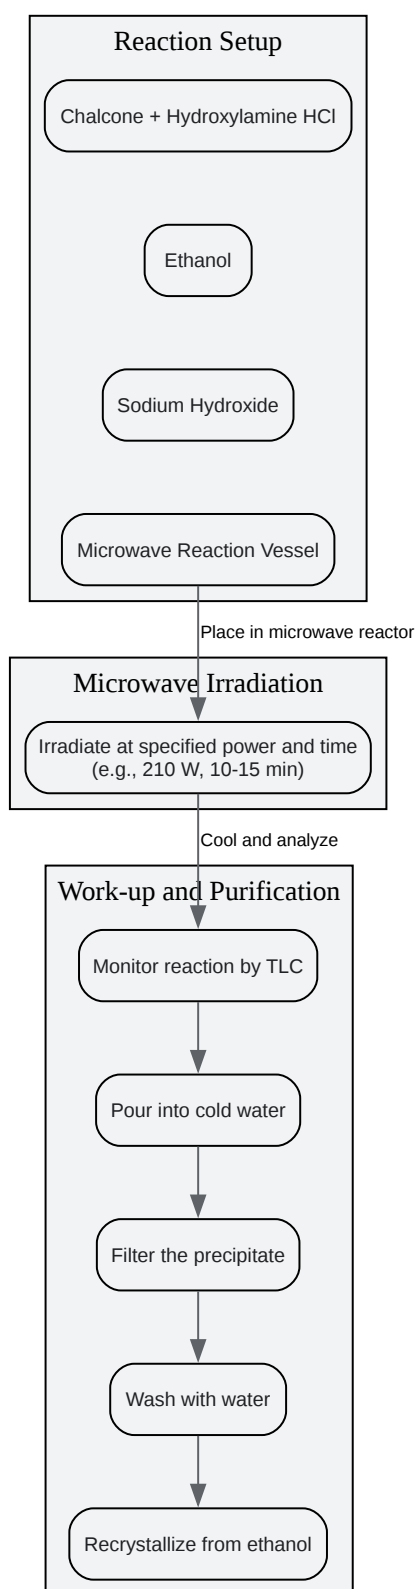 Reaction Setup
Chalcone + Hydroxylamine HCl
Ethanol
Sodium Hydroxide
Microwave Reaction Vessel
Place in microwave reactor
Microwave Irradiation
Irradiate at specified power and time
(e.g., 210 W, 10-15 min)
Cool and analyze
Work-up and Purification
Monitor reaction by TLC
Pour into cold water
Filter the precipitate
Wash with water
Recrystallize from ethanol